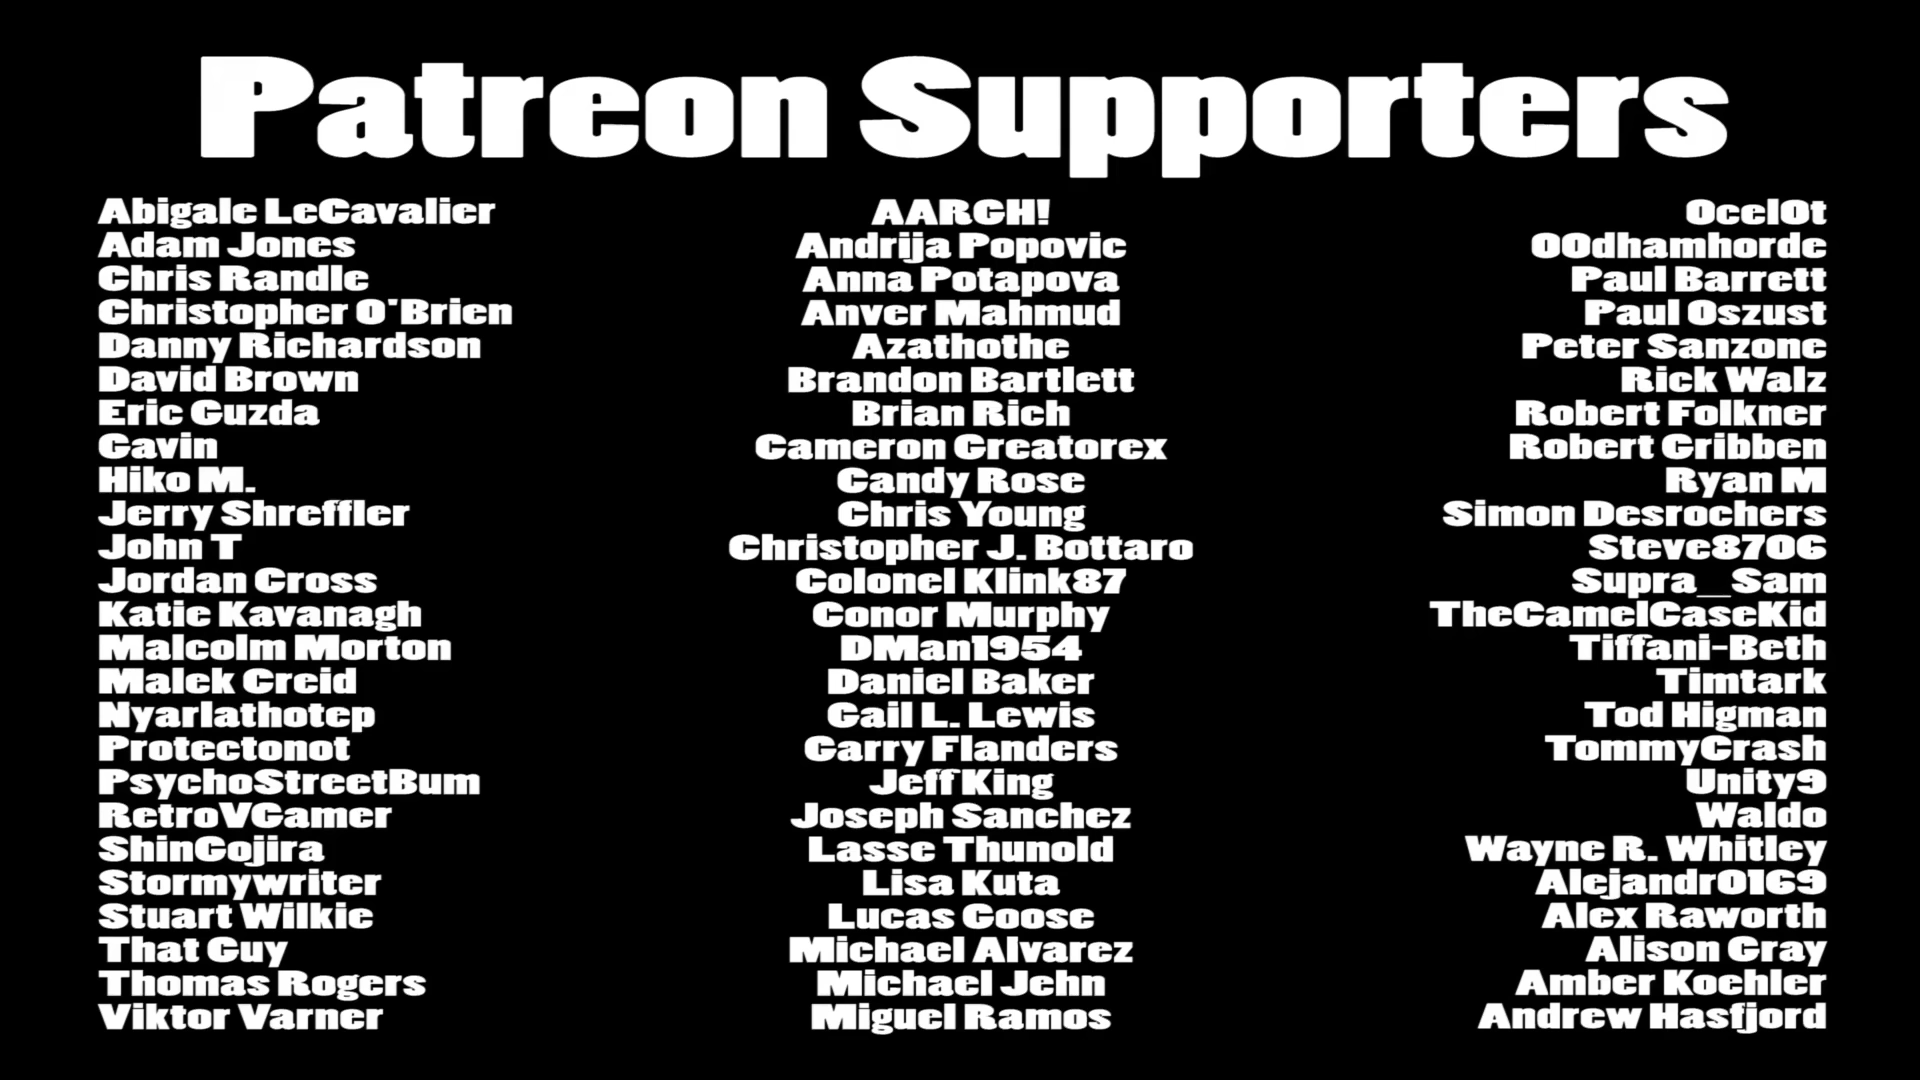 Patreon Supporters
Abigale LeCavalier
Adam Jones
Chris Randle
Christopher O'Brien
Danny Richardson
David Brown
Eric Guzda
Gavin
Hiko M.
Jerry Shreffler
John T
Jordan Cross
Katie Kavanagh
Malcolm Morton
Malek Creid
Nyarlathotep
Protectonot
PsychoStreetBum
RetroVGamer
ShinGojira
Stormywriter
Stuart Wilkie
That Guy
Thomas Rogers
Viktor Varner
AARGH!
Andrija Popovic
Anna Potapova
Anver Mahmud
Azathothe
Brandon Bartlett
Brian Rich
Cameron Greatorex
Candy Rose
Chris Young
Christopher J. Bottaro
Colonel Klink87
Conor Murphy
DMan1954
Daniel Baker
Gail L. Lewis
Garry Flanders
Jeff King
Joseph Sanchez
Lasse Thunold
Lisa Kuta
Lucas Goose
Michael Alvarez
Michael Jehn
Miguel Ramos
Ocel0t
OOdhamhorde
Paul Barrett
Paul Oszust
Peter Sanzone
Rick Walz
Robert Folkner
Robert Gribben
Ryan M
Simon Desrochers
Steve8706
Supra_Sam
TheCamelCaseKid
Tiffani-Beth
Timtark
Tod Higman
TommyCrash
Unity9
Waldo
Wayne R. Whitley
Alejandr0169
Alex Raworth
Alison Gray
Amber Koehler
Andrew Hasfjord